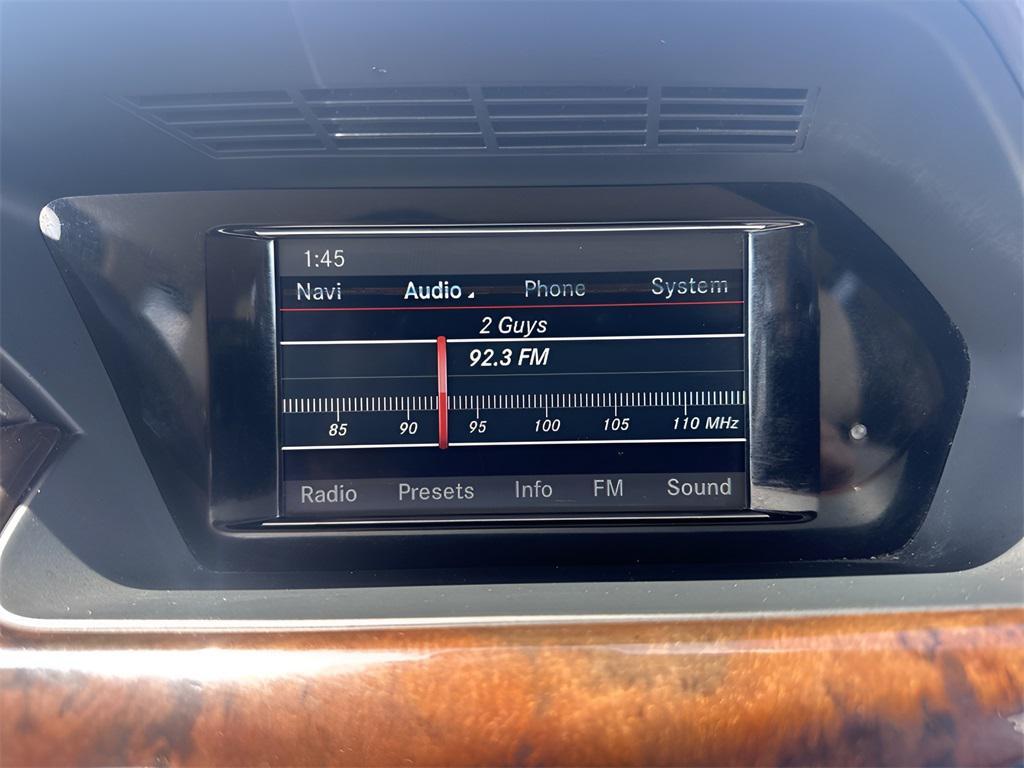 1:45
Navi Audio Phone System
2 Guys
92.3 FM
85 90 95 100 105 110 MHz
Radio Presets Info FM Sound